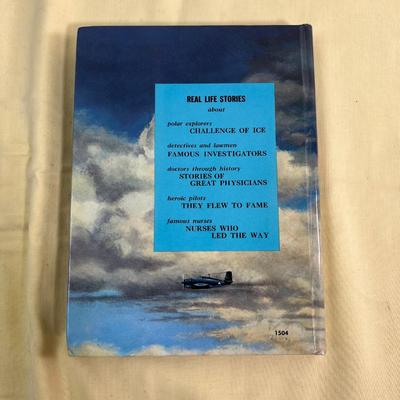 REAL LIFE STORIES
about
polar explorers
CHALLENGE OF ICE
detectives and lawmen
FAMOUS INVESTIGATORS
doctors through history
STORIES OF
GREAT PHYSICIANS
heroic pilots
THEY FLEW TO FAME
famous nurses
NURSES WHO
LED THE WAY
1504